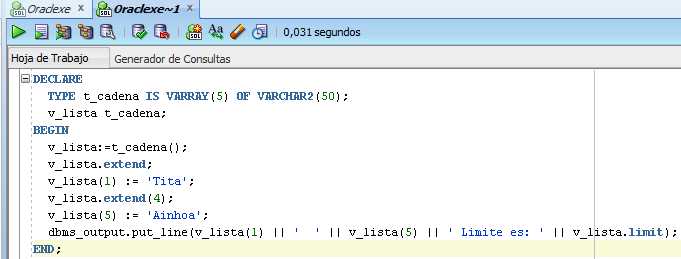 Oraclexe x Oraclexe~1 x
0,031 segundos
Hoja de Trabajo Generador de Consultas
DECLARE
TYPE t_cadena IS VARRAY(5) OF VARCHAR2(50);
v_lista t_cadena;
BEGIN
v_lista:=t_cadena();
v_lista.extend;
v_lista(1) := 'Tita';
v_lista.extend(4);
v_lista(5) := 'Ainhoa';
dbms_output.put_line(v_lista(1) || '  ' || v_lista(5) || ' Limite es: ' || v_lista.limit);
END;